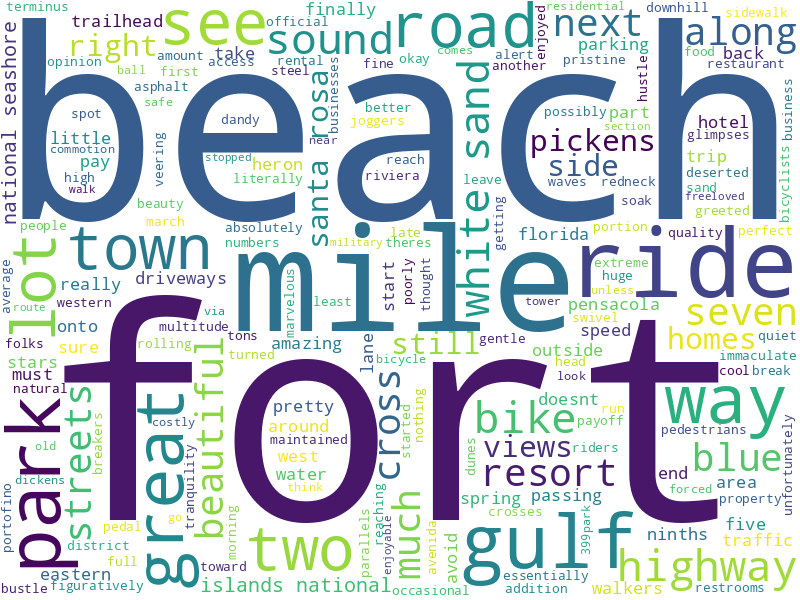 beach
fort
mile
ride
road
see
sound
right
trailhead
finally
terminus
official
amount
access
take
opinion
ball
first
asphalt
safe
spot
little
commotion
pay
high
walk
veering
dandy
stopped
heron
literally
beauty
march
people
national seashore
rental
steel
fine
okay
comes
alert
another
better
joggers
near
reach
riviera
businesses
santa rosa
white sand
next
along
residential
downhill
sidewalk
enjoyed
parking
food
back
pristine
hustle
restaurant
possibly
part
business
pickens
hotel
section
glimpses
side
trip
deserted
sand
bicyclists
waves
redneck
leave
soak
freeloved
greeted
getting
florida
portion
quality
perfect
lot
town
really
driveways
western
onto
average
route
via
multitude
folks
tons
stars
sure
rolling
turned
must
natural
absolutely
numbers
military
late
theres
marvelous
least
start
poorly
thought
amazing
lane
still
gentle
bicycle
tower
outside
extreme
huge
unless
pensacola
seven
speed
swivel
homes
quiet
doesnt
head
look
cool
break
immaculate
payoff
run
way
park
streets
great
beautiful
costly
tranquility
old
breakers
dickens
portofino
pedal
go
district
full
bustle
eastern
figuratively
morning
toward
pretty
around
maintained
west
water
think
cross
started
nothing
two
much
parallels
reaching
enjoyable
avenida
occasional
islands national
bike
views
riders
resort
dunes
end
spring
passing
crosses
forced
area
property
pedestrians
blue
unfortunately
gulf
avoid
399park
five
traffic
ninths
highway
essentially
addition
walkers
restrooms